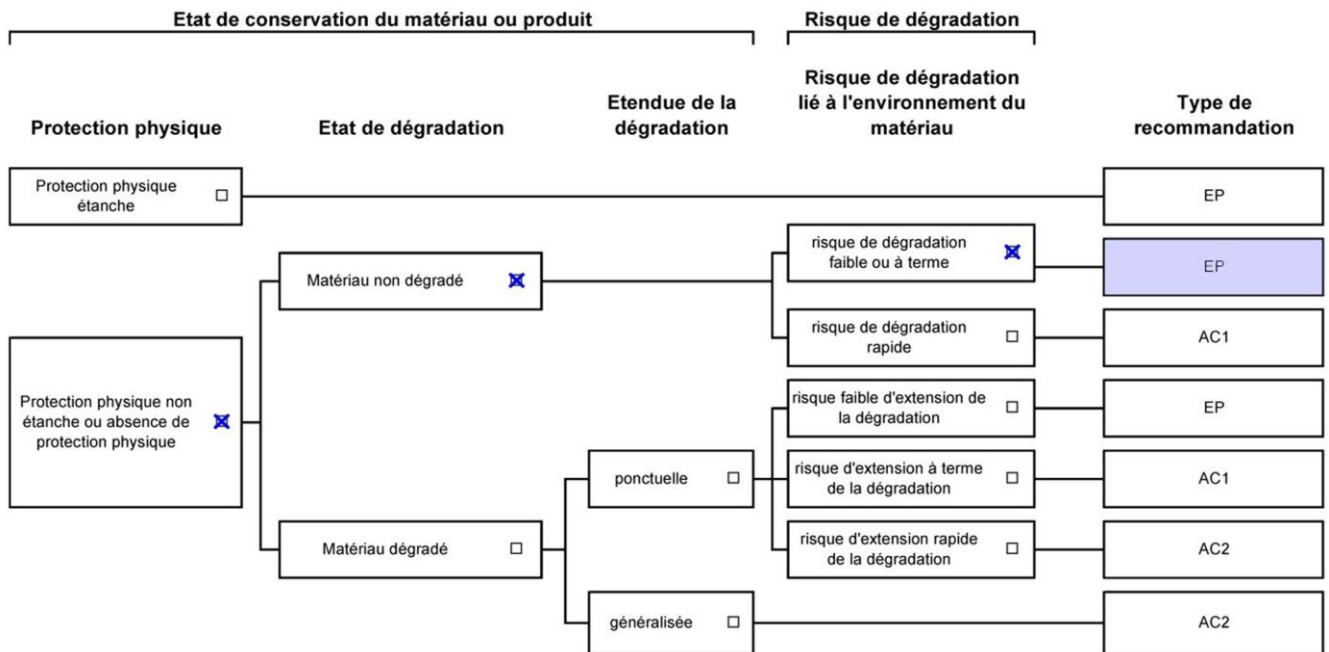 Etat de conservation du matériau ou produit
Risque de dégradation
Protection physique
Etat de dégradation
Etendue de la
dégradation
Risque de dégradation
lié à l'environnement du
matériau
Type de
recommandation
Protection physique
étanche
EP
risque de dégradation
faible ou à terme
EP
Matériau non dégradé
risque de dégradation
rapide
AC1
Protection physique non
étanche ou absence de
protection physique
risque faible d'extension de
la dégradation
EP
ponctuelle
risque d'extension à terme
de la dégradation
AC1
Matériau dégradé
risque d'extension rapide
de la dégradation
AC2
généralisée
AC2